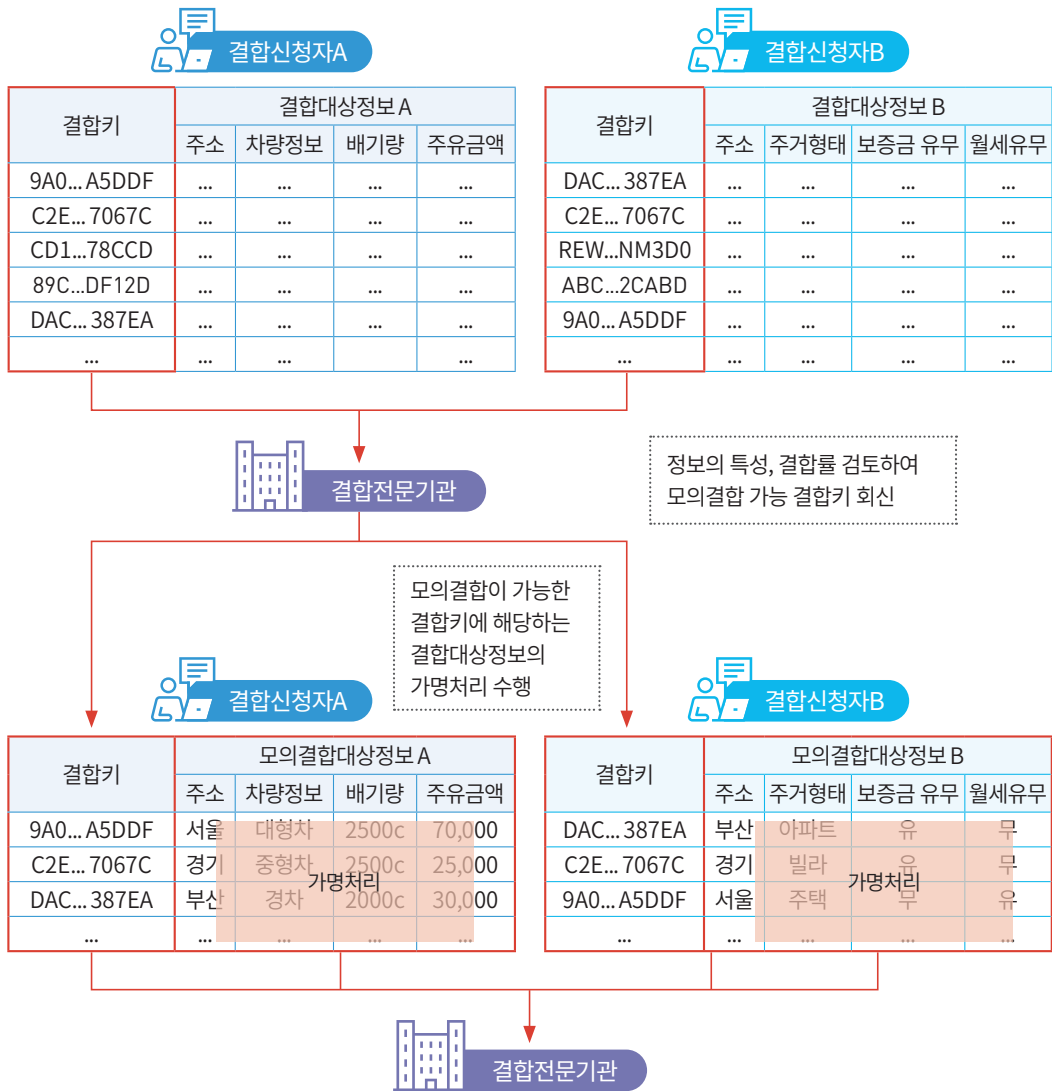 결합신청자A
결합신청자B
결합키 결합대상정보 A
주소 차량정보 배기량 주유금액
9A0... A5DDF ... ... ... ...
C2E... 7067C ... ... ... ...
CD1...78CCD ... ... ... ...
89C...DF12D ... ... ... ...
DAC... 387EA ... ... ... ...
... ... ... ...
결합키 결합대상정보 B
주소 주거형태 보증금 유무 월세유무
DAC... 387EA ... ... ... ...
C2E... 7067C ... ... ... ...
REW...NM3D0 ... ... ... ...
ABC...2CABD ... ... ... ...
9A0... A5DDF ... ... ... ...
... ... ... ... ...
결합전문기관
정보의 특성, 결합률 검토하여
모의결합 가능 결합키 회신
모의결합이 가능한
결합키에 해당하는
결합대상정보의
가명처리 수행
결합신청자A
결합신청자B
결합키 모의결합대상정보 A
주소 차량정보 배기량 주유금액
9A0... A5DDF 서울 대형차 2500c 70,000
C2E... 7067C 경기 중형차 2500c 25,000
가명처리
DAC... 387EA 부산 경차 2000c 30,000
... ... ... ... ...
결합키 모의결합대상정보 B
주소 주거형태 보증금 유무 월세유무
DAC... 387EA 부산 아파트 유 무
C2E... 7067C 경기 빌라 유 무
가명처리
9A0... A5DDF 서울 주택 무 유
... ... ... ... ...
결합전문기관